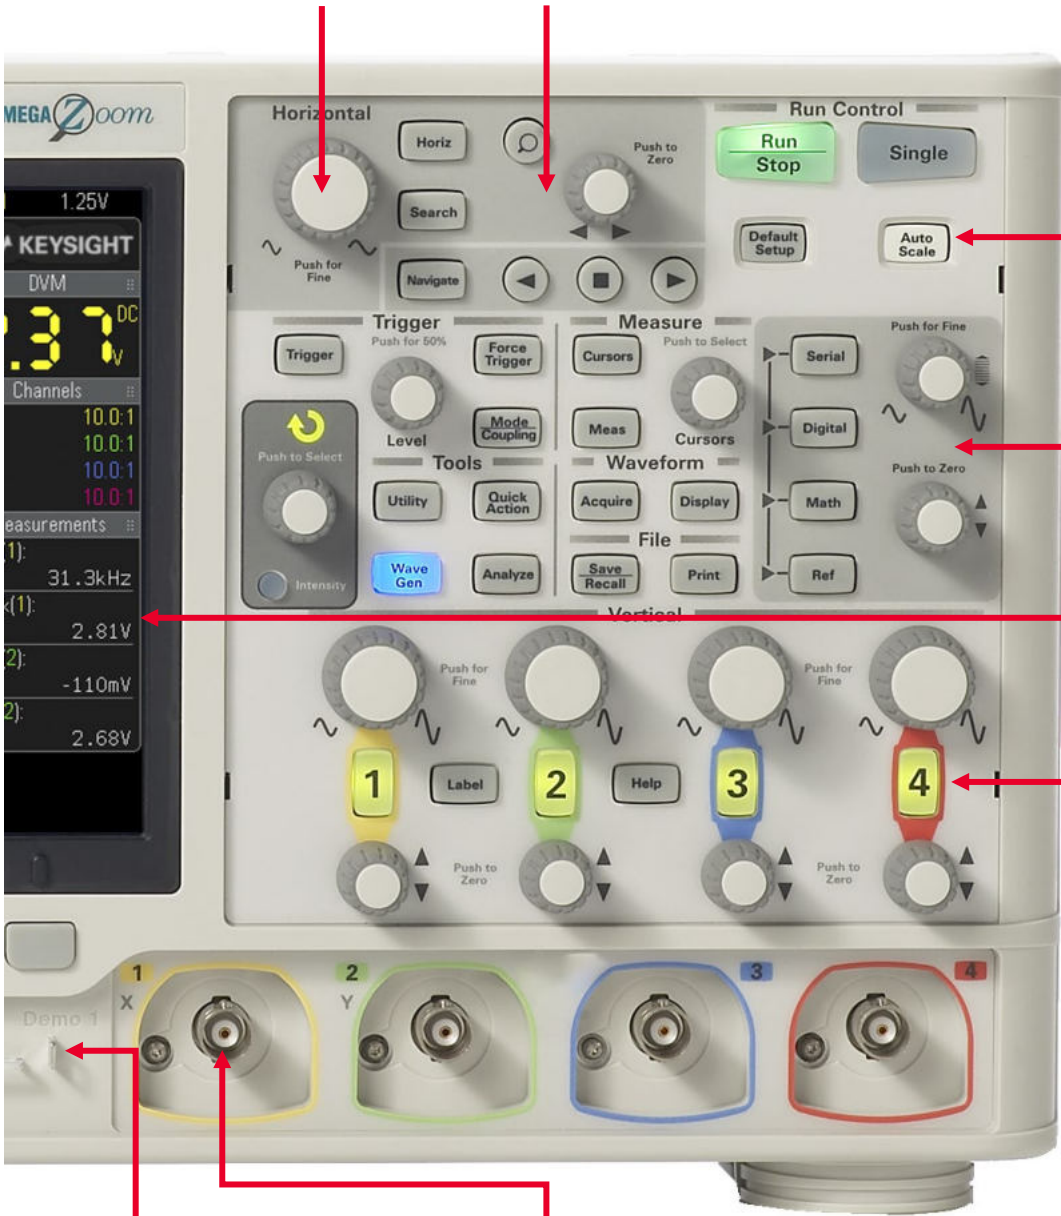 MEGA Zoom
1.25V
KEYSIGHT
DVM
.37 DC
V
Channels
10.0:1
10.0:1
10.0:1
10.0:1
easurements
(1):
31.3kHz
(1):
2.81V
2):
-110mV
2):
2.68V
Horizontal
Horiz
Push to
Zero
Search
Push for
Fine
Navigate
Run Control
Run
Stop
Single
Default
Setup
Auto
Scale
Trigger
Push for 50%
Trigger
Force
Trigger
Level
Mode
Coupling
Push to Select
Intensity
Tools
Utility
Quick
Action
Wave
Gen
Analyze
Measure
Push to Select
Cursors
Meas
Cursors
Waveform
Acquire
Display
File
Save
Recall
Print
Push for Fine
Serial
Digital
Push to Zero
Math
Ref
Vertical
Push for
Fine
Push for
Fine
1
Label
2
Help
3
4
Push to
Zero
Push to
Zero
1
X
2
Y
3
4
Demo 1